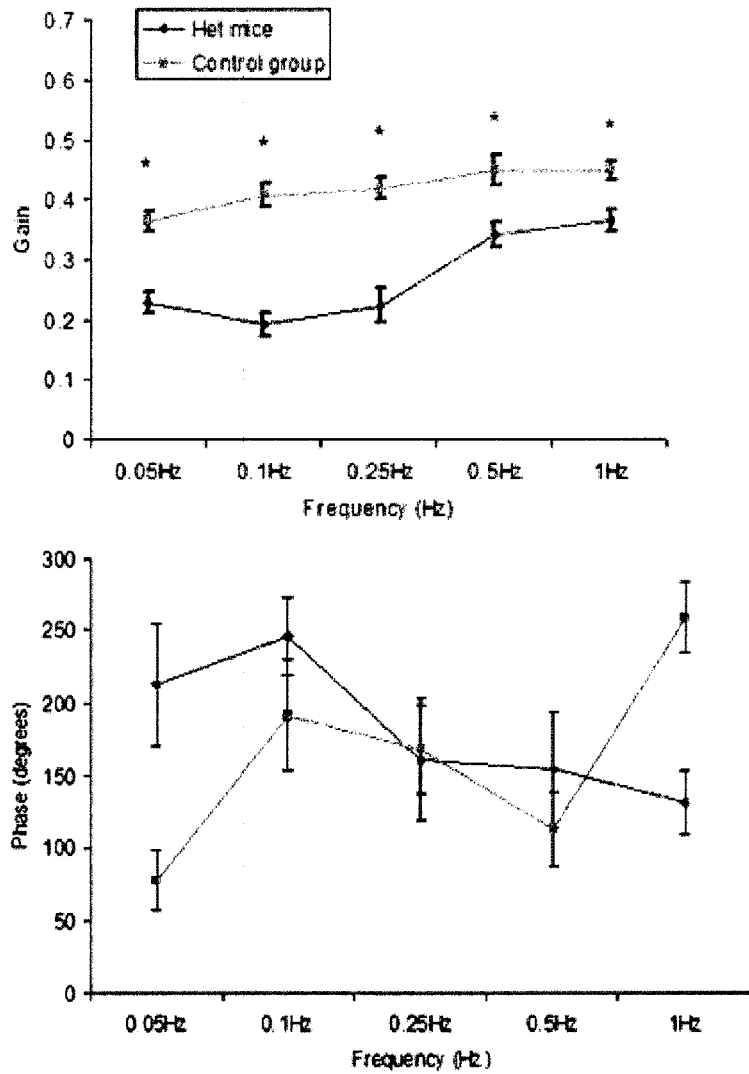 0.7
Het mice
Control group
0.6
0.5
0.4
0.3
0.2
0.1
0
Gain
* * * * *
0.05Hz 0.1Hz 0.25Hz 0.5Hz 1Hz
Frequency (Hz)
300
250
200
150
100
50
0
Phase (degrees)
0.05Hz 0.1Hz 0.25Hz 0.5Hz 1Hz
Frequency (Hz)